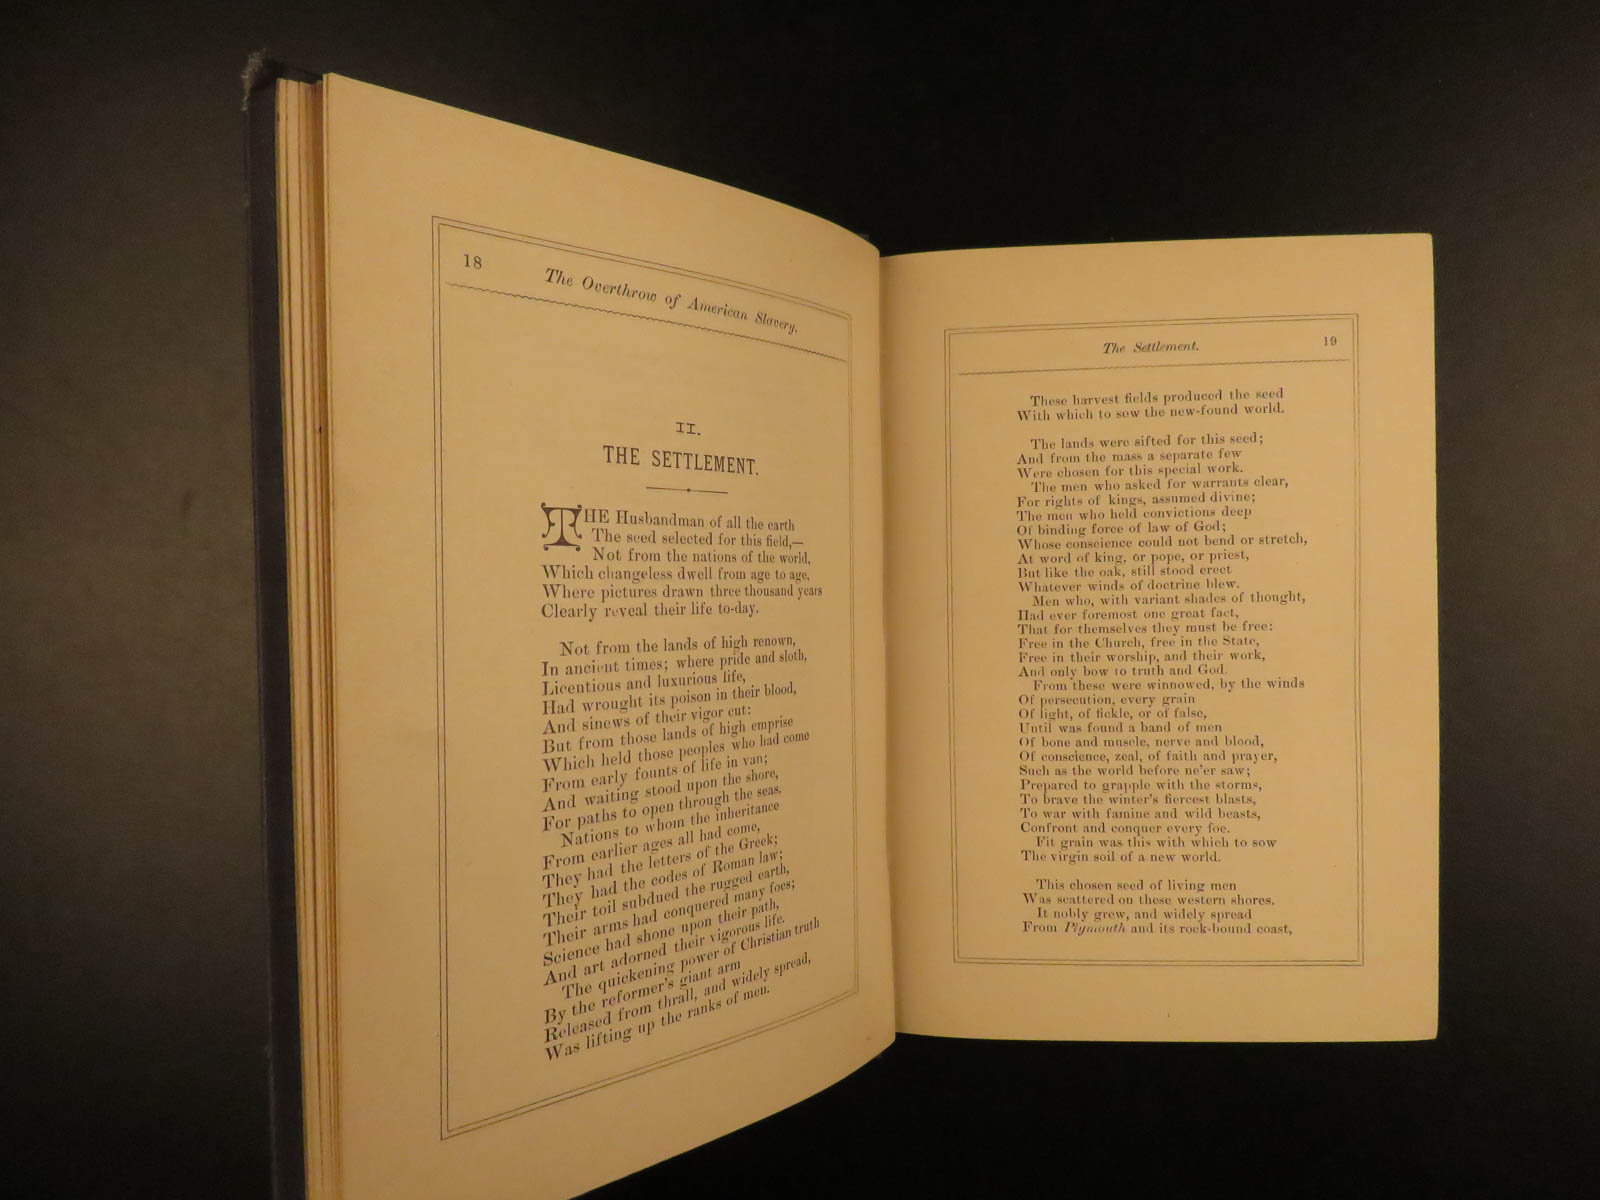 18
The Overthrow of American Slavery.
II.
THE SETTLEMENT.
THE Husbandman of all the earth
The seed selected for this field,—
Not from the nations of the world,
Which changeless dwell from age to age,
Where pictures drawn three thousand years
Clearly reveal their life to-day.
Not from the lands of high renown,
In ancient times; where pride and sloth,
Licentious and luxurious life,
Had wrought its poison in their blood,
And sinews of their vigor cut:
But from those lands of high emprise
Which held those peoples who had come
From early founts of life in van;
And waiting stood upon the shore,
For paths to open through the seas.
Nations to whom the inheritance
From earlier ages all had come,
They had the letters of the Greek;
They had the codes of Roman law;
Their toil subdued the rugged earth,
Their arms had conquered many foes;
Science had shone upon their path,
And art adorned their vigorous life.
The quickening power of Christian truth
By the reformer's giant arm
Released from thrall, and widely spread,
Was lifting up the ranks of men.
The Settlement.
19
These harvest fields produced the seed
With which to sow the new-found world.
The lands were sifted for this seed;
And from the mass a separate few
Were chosen for this special work.
The men who asked for warrants clear,
For rights of kings, assumed divine;
The men who held convictions deep
Of binding force of law of God;
Whose conscience could not bend or stretch,
At word of king, or pope, or priest,
But like the oak, still stood erect
Whatever winds of doctrine blew.
Men who, with variant shades of thought,
Had ever foremost one great fact,
That for themselves they must be free:
Free in the Church, free in the State,
Free in their worship, and their work,
And only bow to truth and God.
From these were winnowed, by the winds
Of persecution, every grain
Of light, of fickle, or of false,
Until was found a band of men
Of bone and muscle, nerve and blood,
Of conscience, zeal, of faith and prayer,
Such as the world before ne'er saw;
Prepared to grapple with the storms,
To brave the winter's fiercest blasts,
To war with famine and wild beasts,
Confront and conquer every foe.
Fit grain was this with which to sow
The virgin soil of a new world.
This chosen seed of living men
Was scattered on these western shores.
It nobly grew, and widely spread
From Plymouth and its rock-bound coast,